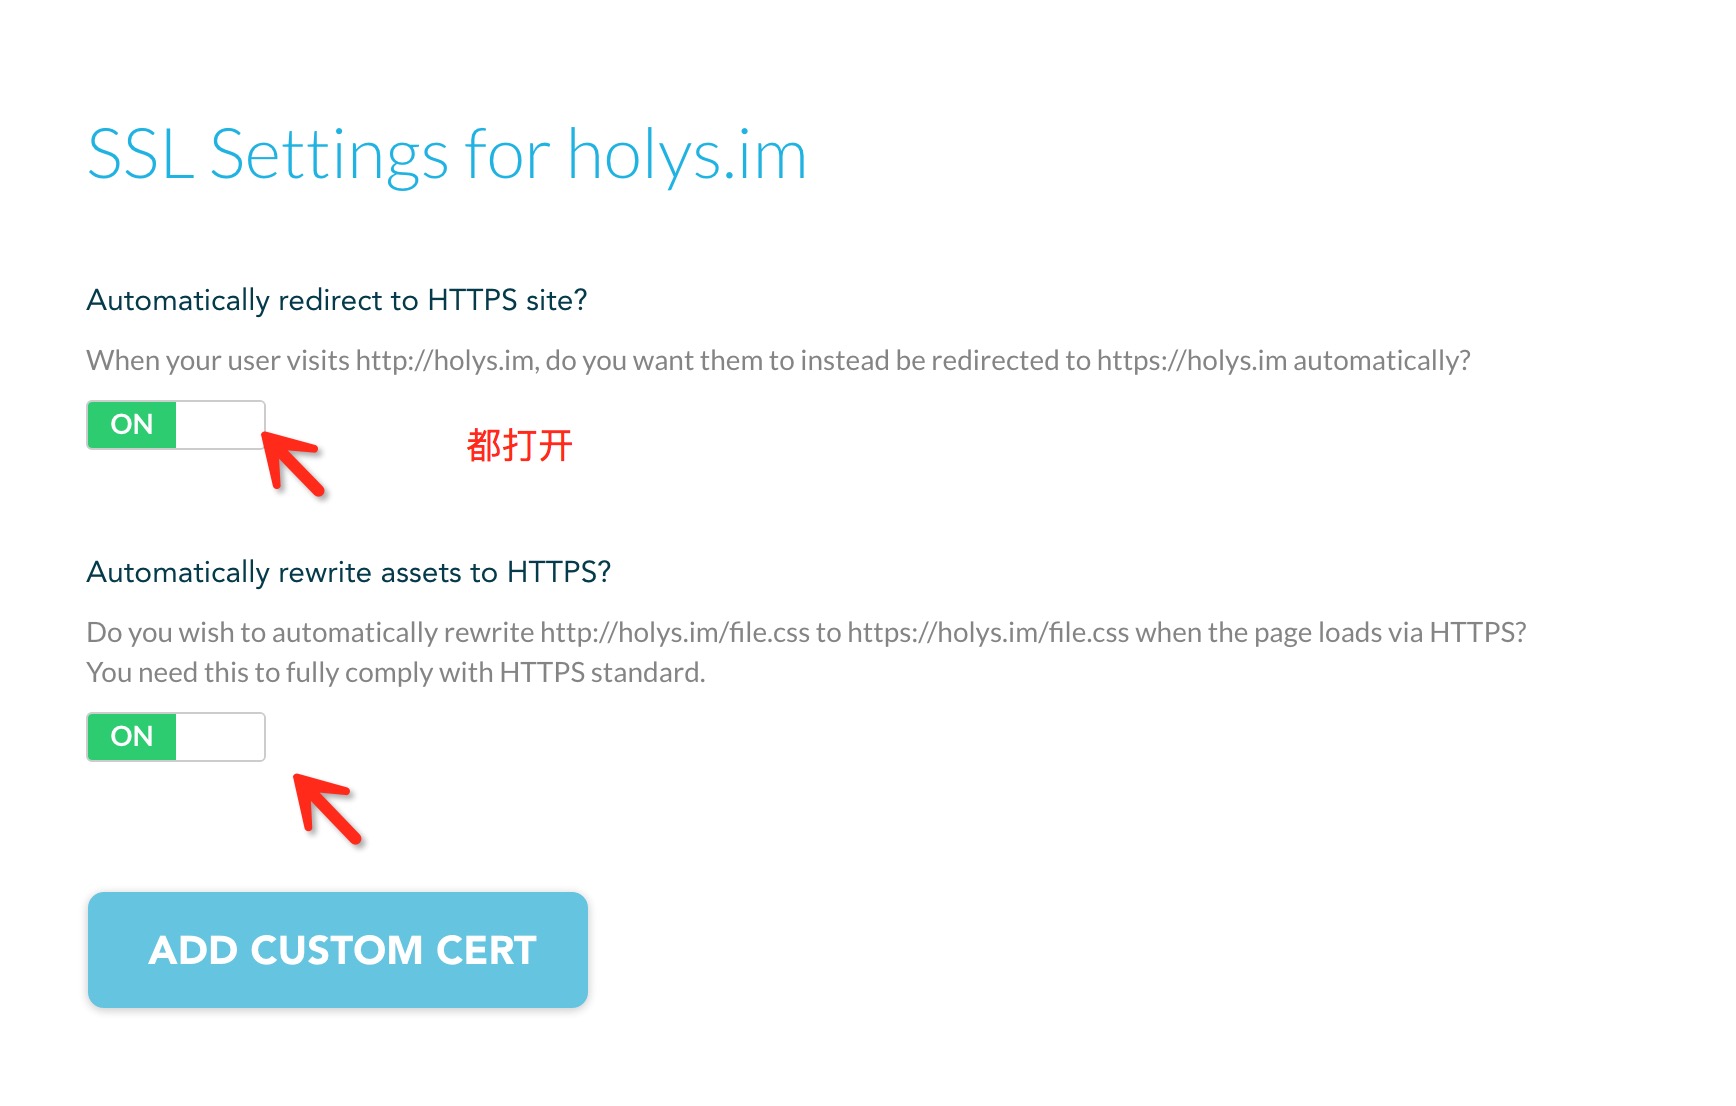 SSL Settings for holys.im
Automatically redirect to HTTPS site?
When your user visits http://holys.im, do you want them to instead be redirected to https://holys.im automatically?
ON
都打开
Automatically rewrite assets to HTTPS?
Do you wish to automatically rewrite http://holys.im/file.css to https://holys.im/file.css when the page loads via HTTPS?
You need this to fully comply with HTTPS standard.
ON
ADD CUSTOM CERT